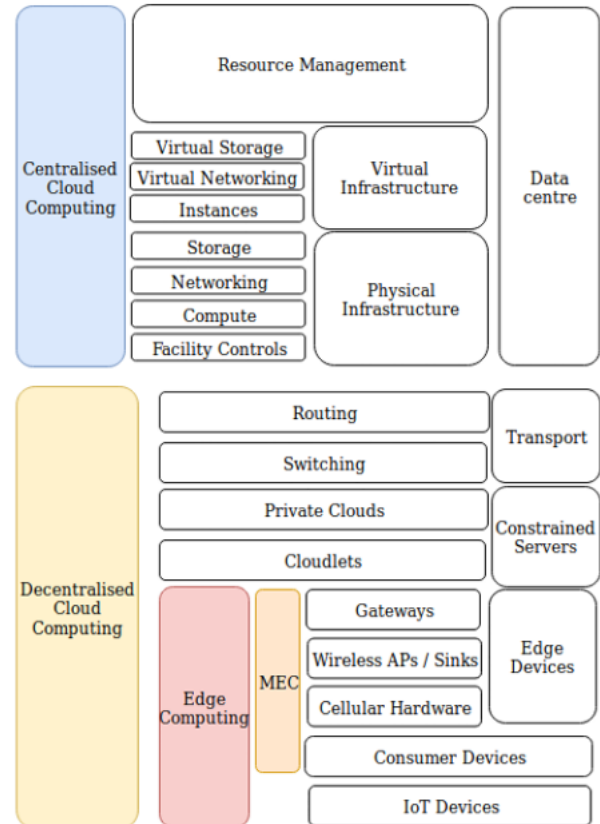 Resource Management
Centralised
Cloud
Computing
Virtual Storage
Virtual Networking
Instances
Virtual
Infrastructure
Data
centre
Storage
Networking
Compute
Facility Controls
Physical
Infrastructure
Decentralised
Cloud
Computing
Routing
Switching
Transport
Private Clouds
Cloudlets
Constrained
Servers
Edge
Computing
MEC
Gateways
Wireless APs / Sinks
Cellular Hardware
Edge
Devices
Consumer Devices
IoT Devices